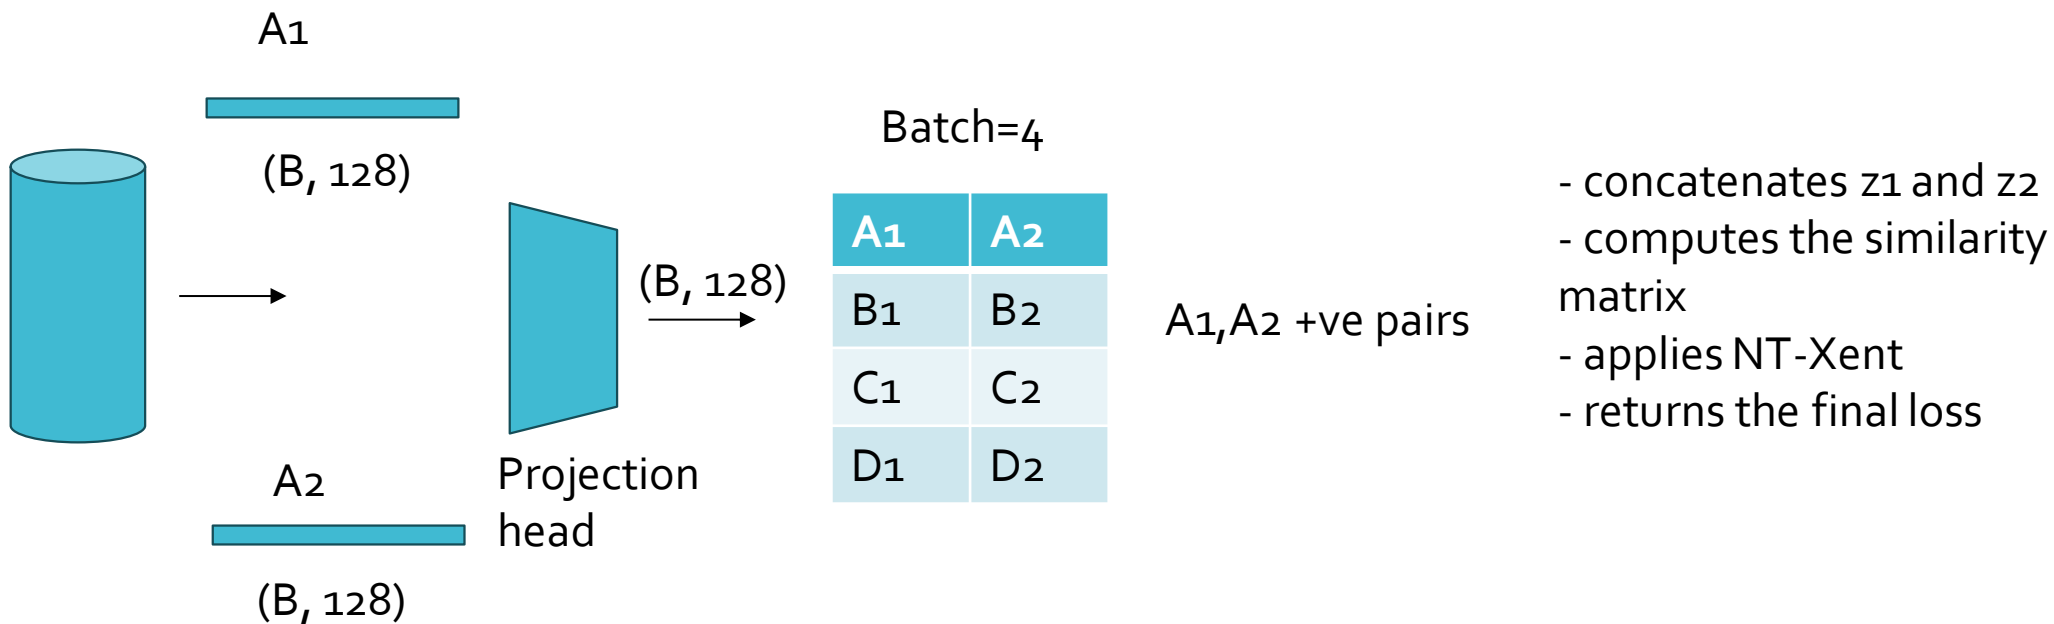 A1
(B, 128)
A2
(B, 128)
Projection
head
(B, 128)
Batch=4
A1 A2
B1 B2
C1 C2
D1 D2
A1,A2 +ve pairs
- concatenates z1 and z2
- computes the similarity
matrix
- applies NT-Xent
- returns the final loss